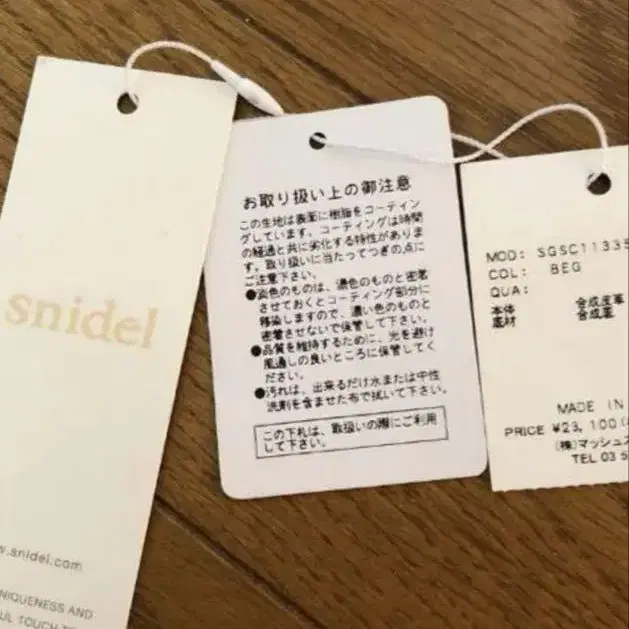 snidel
w.snidel.com
NIQUENESS AND
UL TOUCH T
お取り扱い上の御注意
この生地は表面に樹脂をコーティン
グしています。コーティングは時間
の経過と共に劣化する特性がありま
す。取り扱いに当たってつぎの点に
ご注意下さい。
●淡色のものは、濃色のものと密着
させておくとコーティング部分に
移染しますので、濃い色のものと
密着させないで保管して下さい。
●品質を維持するために、光を避け
風通しの良いところに保管してく
ださい。
●汚れは、出来るだけ水または中性
洗剤を含ませた布で拭いて下さい。
この下札は、取扱いの際にご利用
して下さい。
MOD: SGSC11335
COL: BEG
QUA:
本体 合成皮革
底材 合成底
MADE IN
PRICE ¥23,100(
(株)マッシュス
TEL 03 5